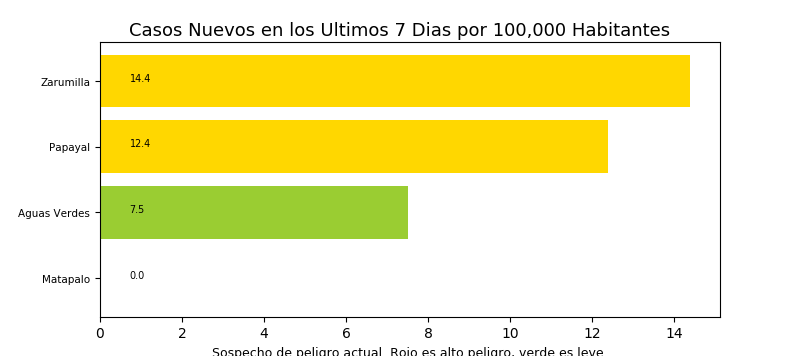 Casos Nuevos en los Ultimos 7 Dias por 100,000 Habitantes
Zarumilla 14.4
Papayal 12.4
Aguas Verdes 7.5
Matapalo 0.0
0 2 4 6 8 10 12 14
Sospecho de peligro actual. Rojo es alto peligro, verde es leve